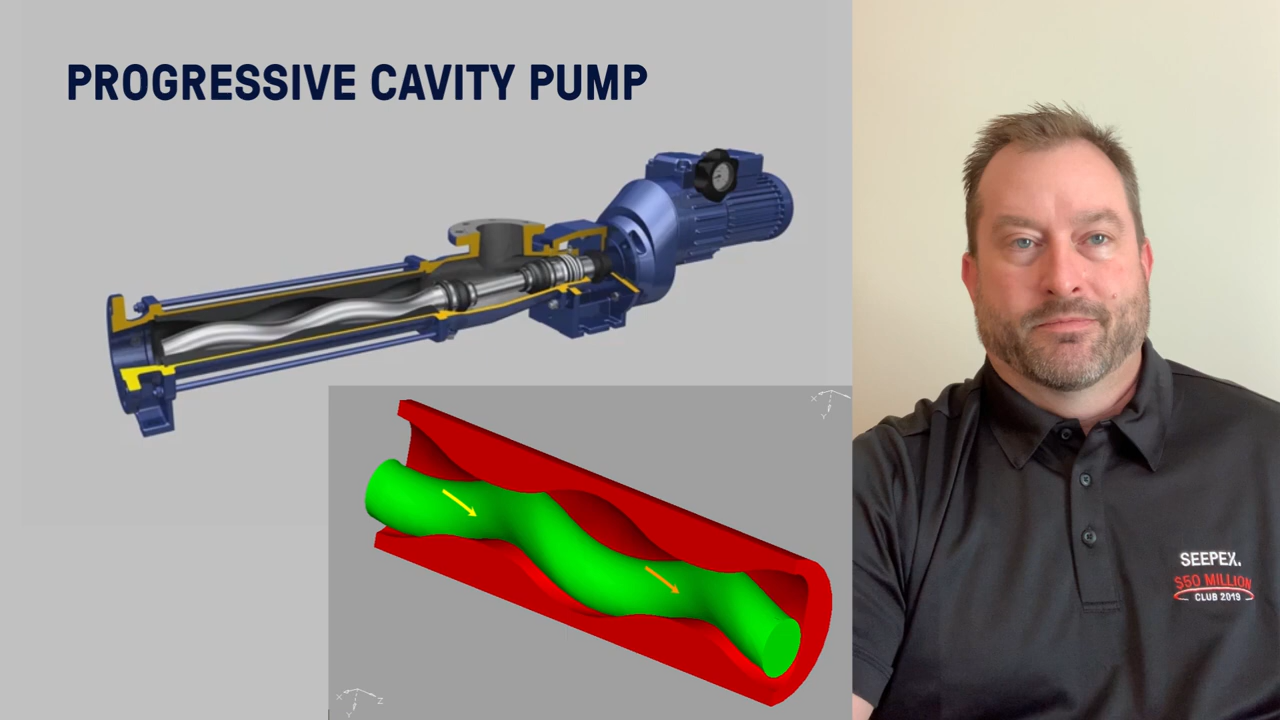 PROGRESSIVE CAVITY PUMP
X
Y
X
Z
Y
SEEPEX.
$50 MILLION
CLUB 2019